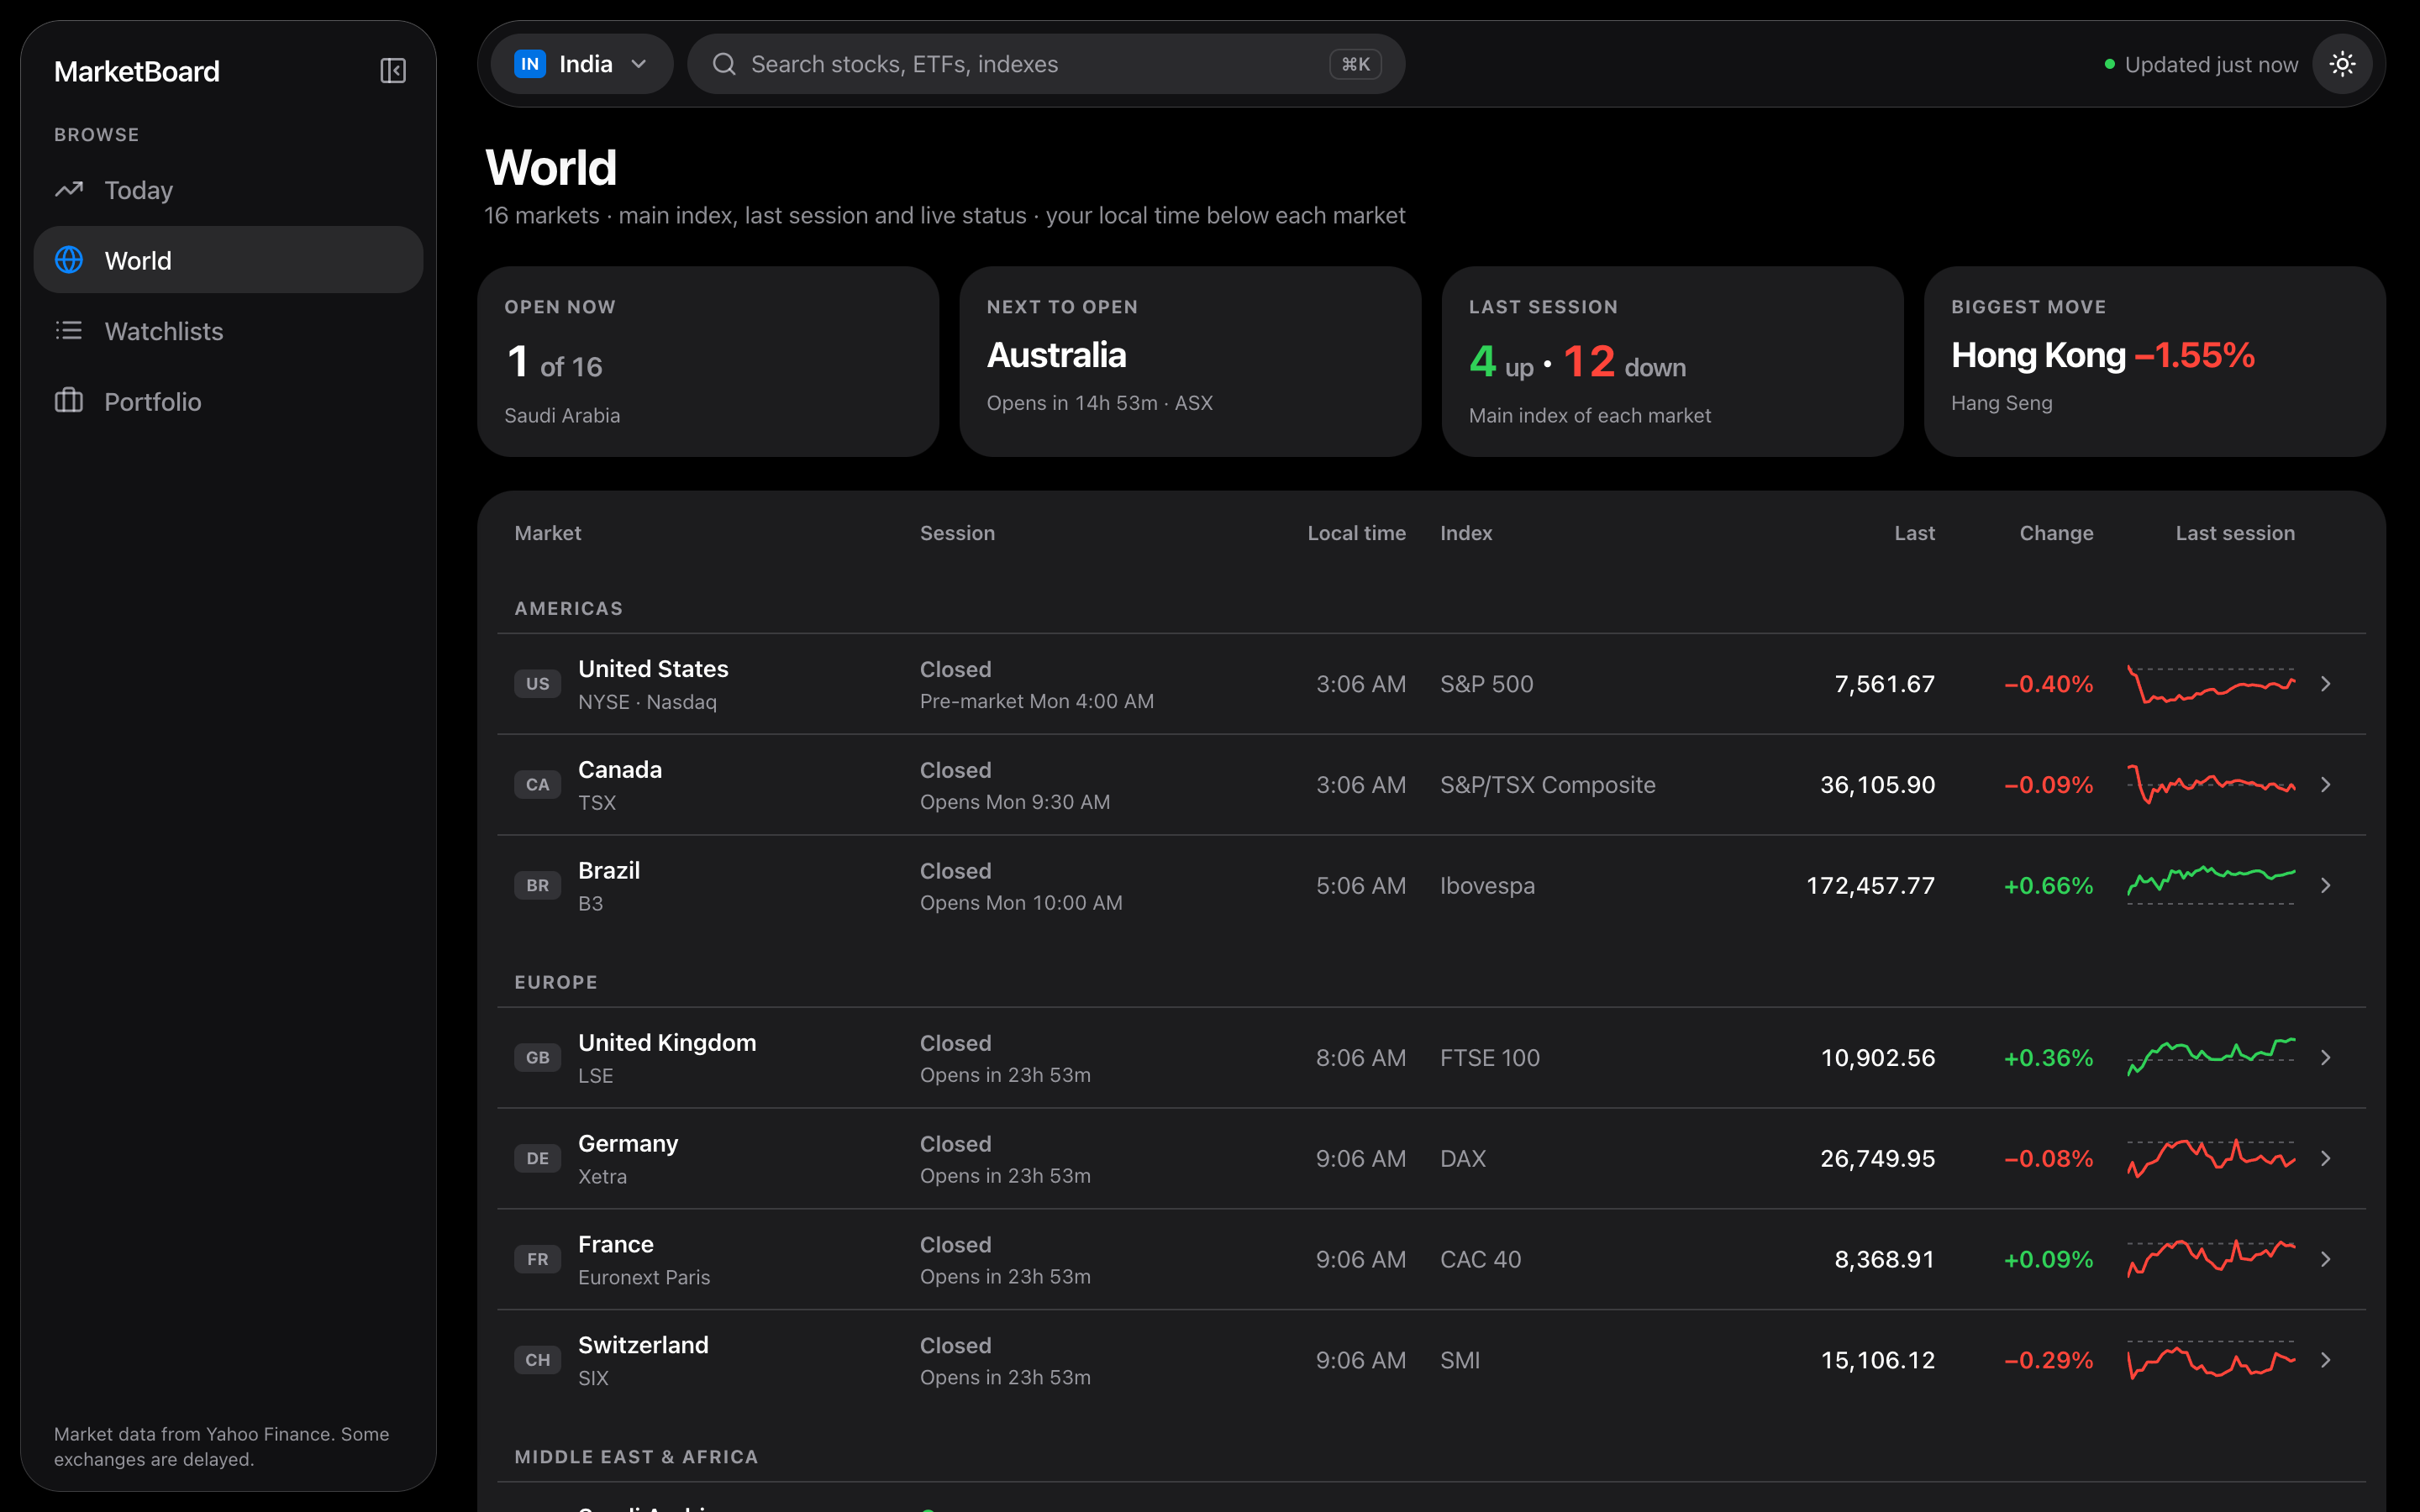 MarketBoard
BROWSE
Today
World
Watchlists
Portfolio
Market data from Yahoo Finance. Some
exchanges are delayed.
IN India
Search stocks, ETFs, indexes ⌘K
Updated just now
World
16 markets · main index, last session and live status · your local time below each market
OPEN NOW
1 of 16
Saudi Arabia
NEXT TO OPEN
Australia
Opens in 14h 53m · ASX
LAST SESSION
4 up • 12 down
Main index of each market
BIGGEST MOVE
Hong Kong −1.55%
Hang Seng
Market Session Local time Index Last Change Last session
AMERICAS
US United States Closed 3:06 AM S&P 500 7,561.67 −0.40%
NYSE · Nasdaq Pre-market Mon 4:00 AM
CA Canada Closed 3:06 AM S&P/TSX Composite 36,105.90 −0.09%
TSX Opens Mon 9:30 AM
BR Brazil Closed 5:06 AM Ibovespa 172,457.77 +0.66%
B3 Opens Mon 10:00 AM
EUROPE
GB United Kingdom Closed 8:06 AM FTSE 100 10,902.56 +0.36%
LSE Opens in 23h 53m
DE Germany Closed 9:06 AM DAX 26,749.95 −0.08%
Xetra Opens in 23h 53m
FR France Closed 9:06 AM CAC 40 8,368.91 +0.09%
Euronext Paris Opens in 23h 53m
CH Switzerland Closed 9:06 AM SMI 15,106.12 −0.29%
SIX Opens in 23h 53m
MIDDLE EAST & AFRICA